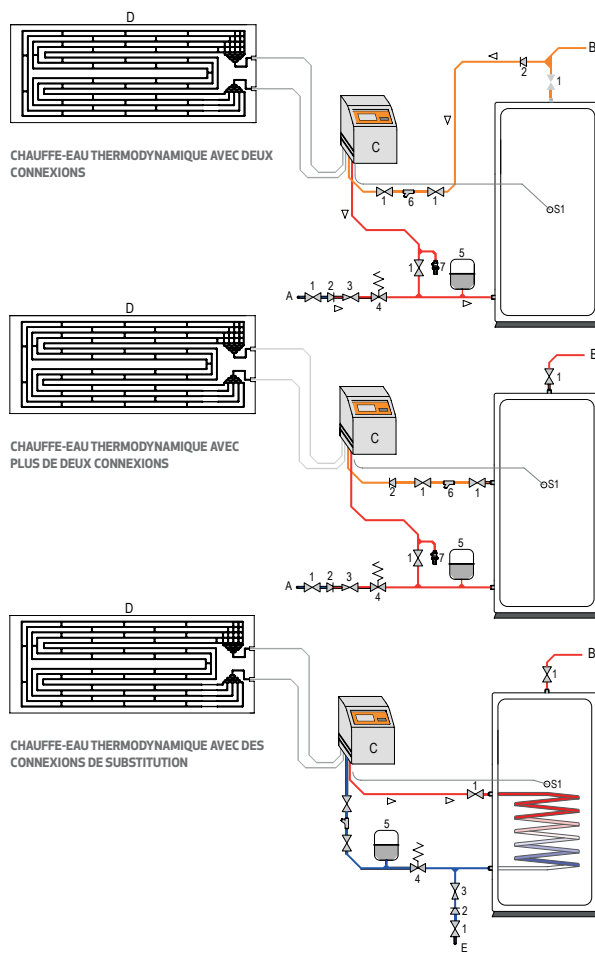 D
B
2
1
C
1
6
1
S1
CHAUFFE-EAU THERMODYNAMIQUE AVEC DEUX
CONNEXIONS
5
1
7
A
1
2
3
4
D
B
1
C
CHAUFFE-EAU THERMODYNAMIQUE AVEC
PLUS DE DEUX CONNEXIONS
2
1
6
1
S1
5
1
7
A
1
2
3
4
D
B
1
C
CHAUFFE-EAU THERMODYNAMIQUE AVEC DES
CONNEXIONS DE SUBSTITUTION
1
S1
5
4
3
2
1
E